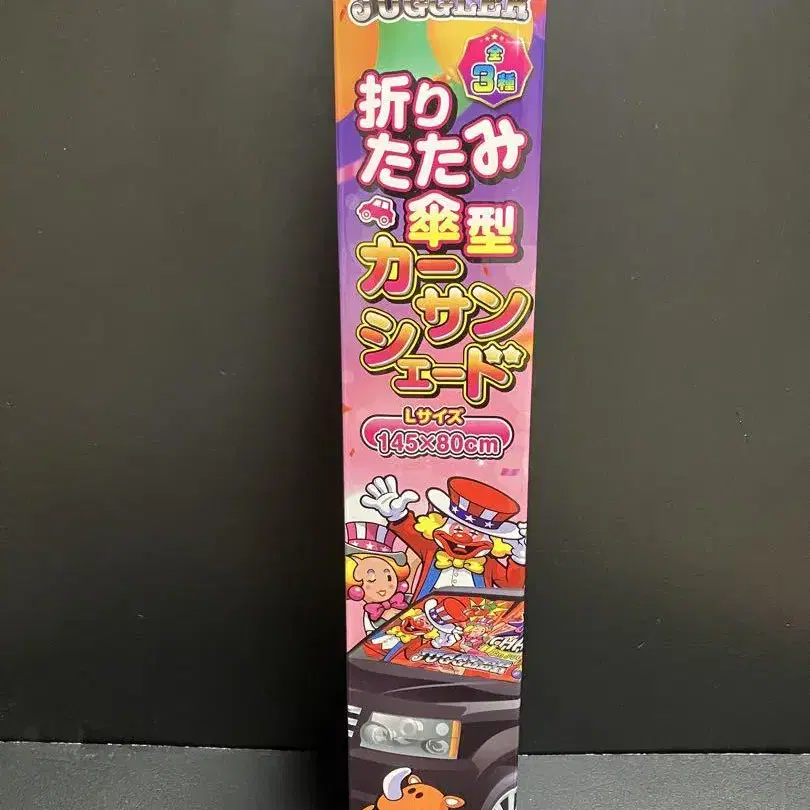 JUGGLER
全
3種
折り
たたみ
傘型
カー
サン
シェード
Lサイズ
145×80cm
JUGGLER